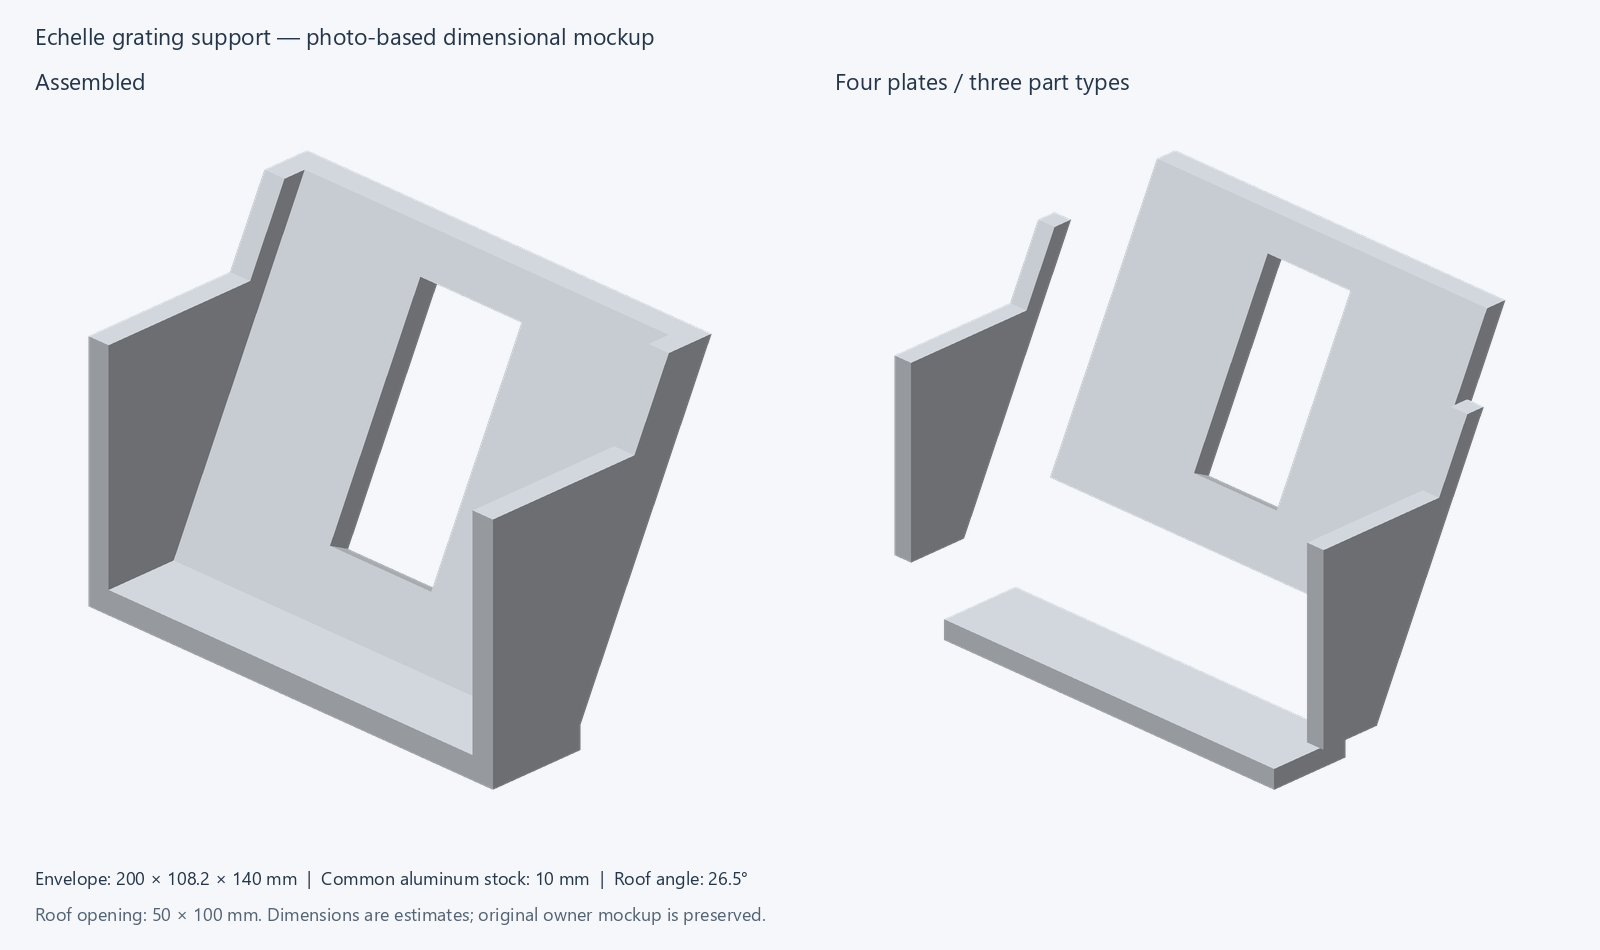 Echelle grating support — photo-based dimensional mockup
Assembled
Four plates / three part types
Envelope: 200 × 108.2 × 140 mm | Common aluminum stock: 10 mm | Roof angle: 26.5°
Roof opening: 50 × 100 mm. Dimensions are estimates; original owner mockup is preserved.